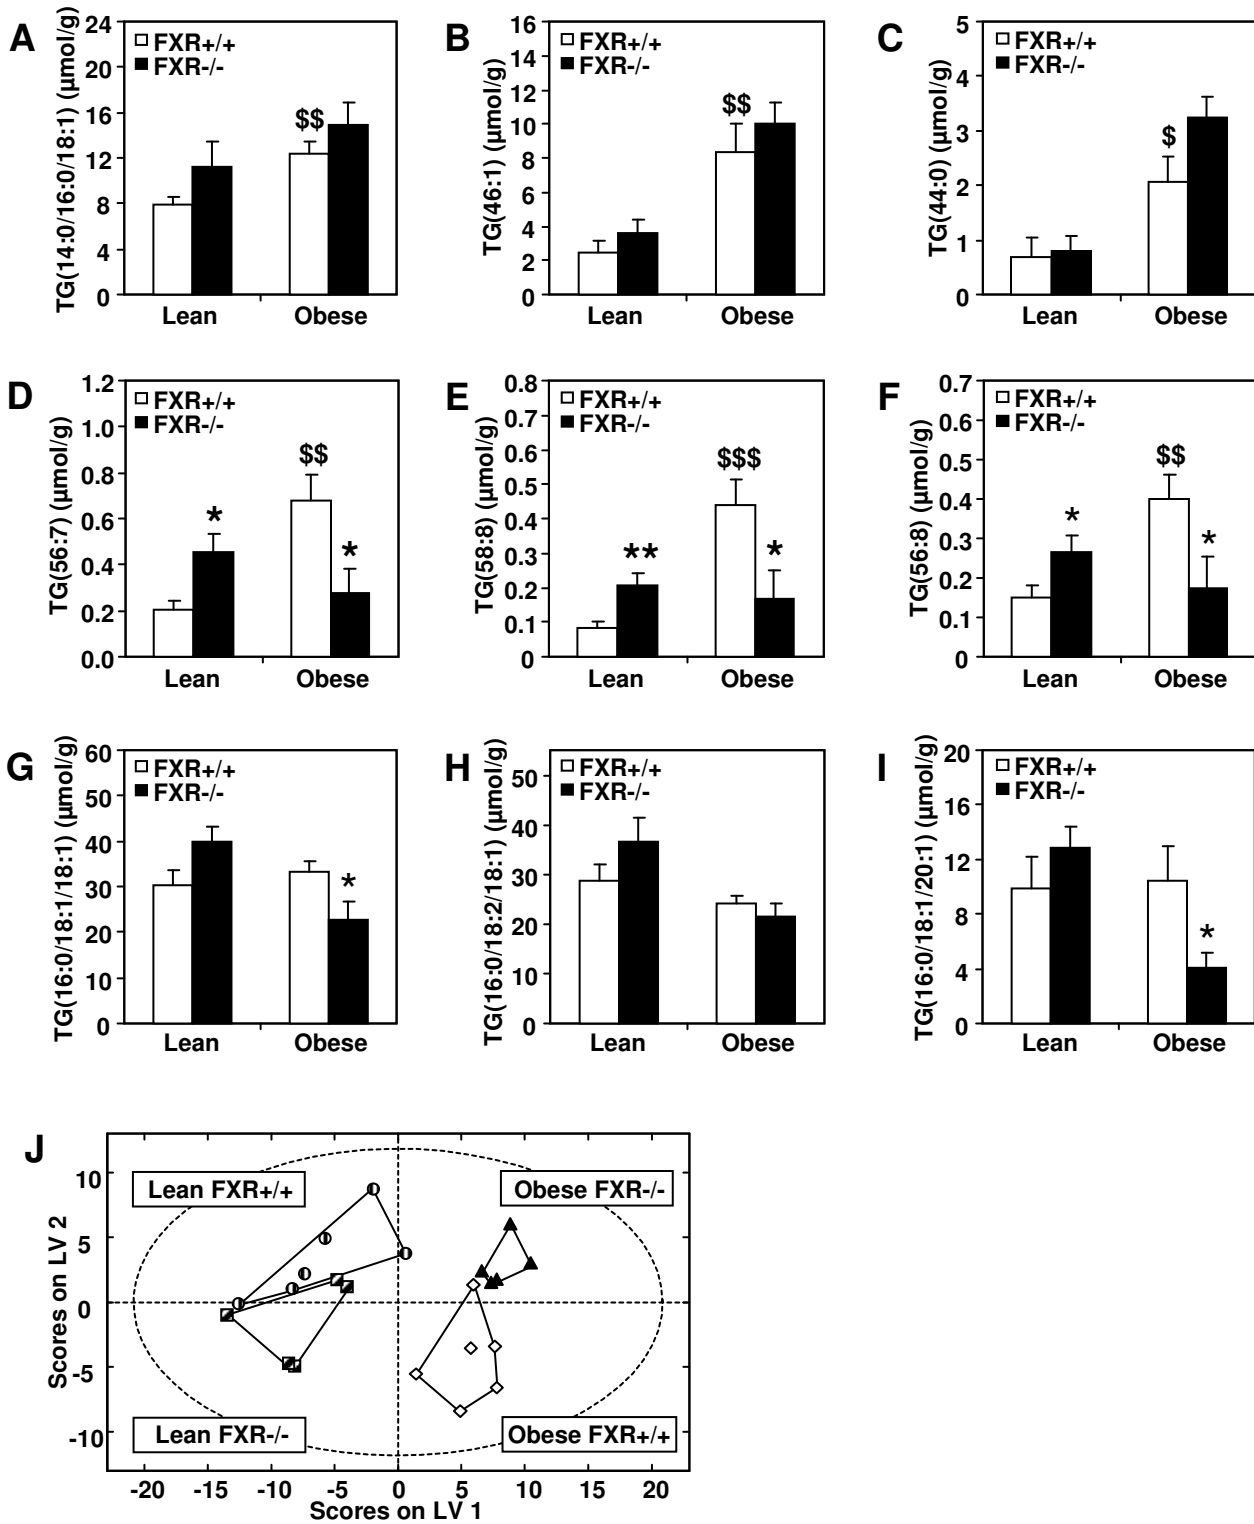 A
TG(14:0/16:0/18:1) (µmol/g)
24
20
16
12
8
4
0
FXR+/+
FXR-/-
$$
Lean
Obese
B
TG(46:1) (µmol/g)
16
14
12
10
8
6
4
2
0
FXR+/+
FXR-/-
$$
Lean
Obese
C
TG(44:0) (µmol/g)
5
4
3
2
1
0
FXR+/+
FXR-/-
$
Lean
Obese
D
TG(56:7) (µmol/g)
1.2
1.0
0.8
0.6
0.4
0.2
0.0
FXR+/+
FXR-/-
*
$$
*
Lean
Obese
E
TG(58:8) (µmol/g)
0.8
0.7
0.6
0.5
0.4
0.3
0.2
0.1
0
FXR+/+
FXR-/-
**
$$$
*
Lean
Obese
F
TG(56:8) (µmol/g)
0.7
0.6
0.5
0.4
0.3
0.2
0.1
0
FXR+/+
FXR-/-
*
$$
*
Lean
Obese
G
TG(16:0/18:1/18:1) (µmol/g)
60
50
40
30
20
10
0
FXR+/+
FXR-/-
*
Lean
Obese
H
TG(16:0/18:2/18:1) (µmol/g)
50
40
30
20
10
0
FXR+/+
FXR-/-
Lean
Obese
I
TG(16:0/18:1/20:1) (µmol/g)
20
16
12
8
4
0
FXR+/+
FXR-/-
*
Lean
Obese
J
Scores on LV 2
10
5
0
-5
-10
Lean FXR+/+
Obese FXR-/-
Lean FXR-/-
Obese FXR+/+
-20 -15 -10 -5 0 5 10 15 20
Scores on LV 1